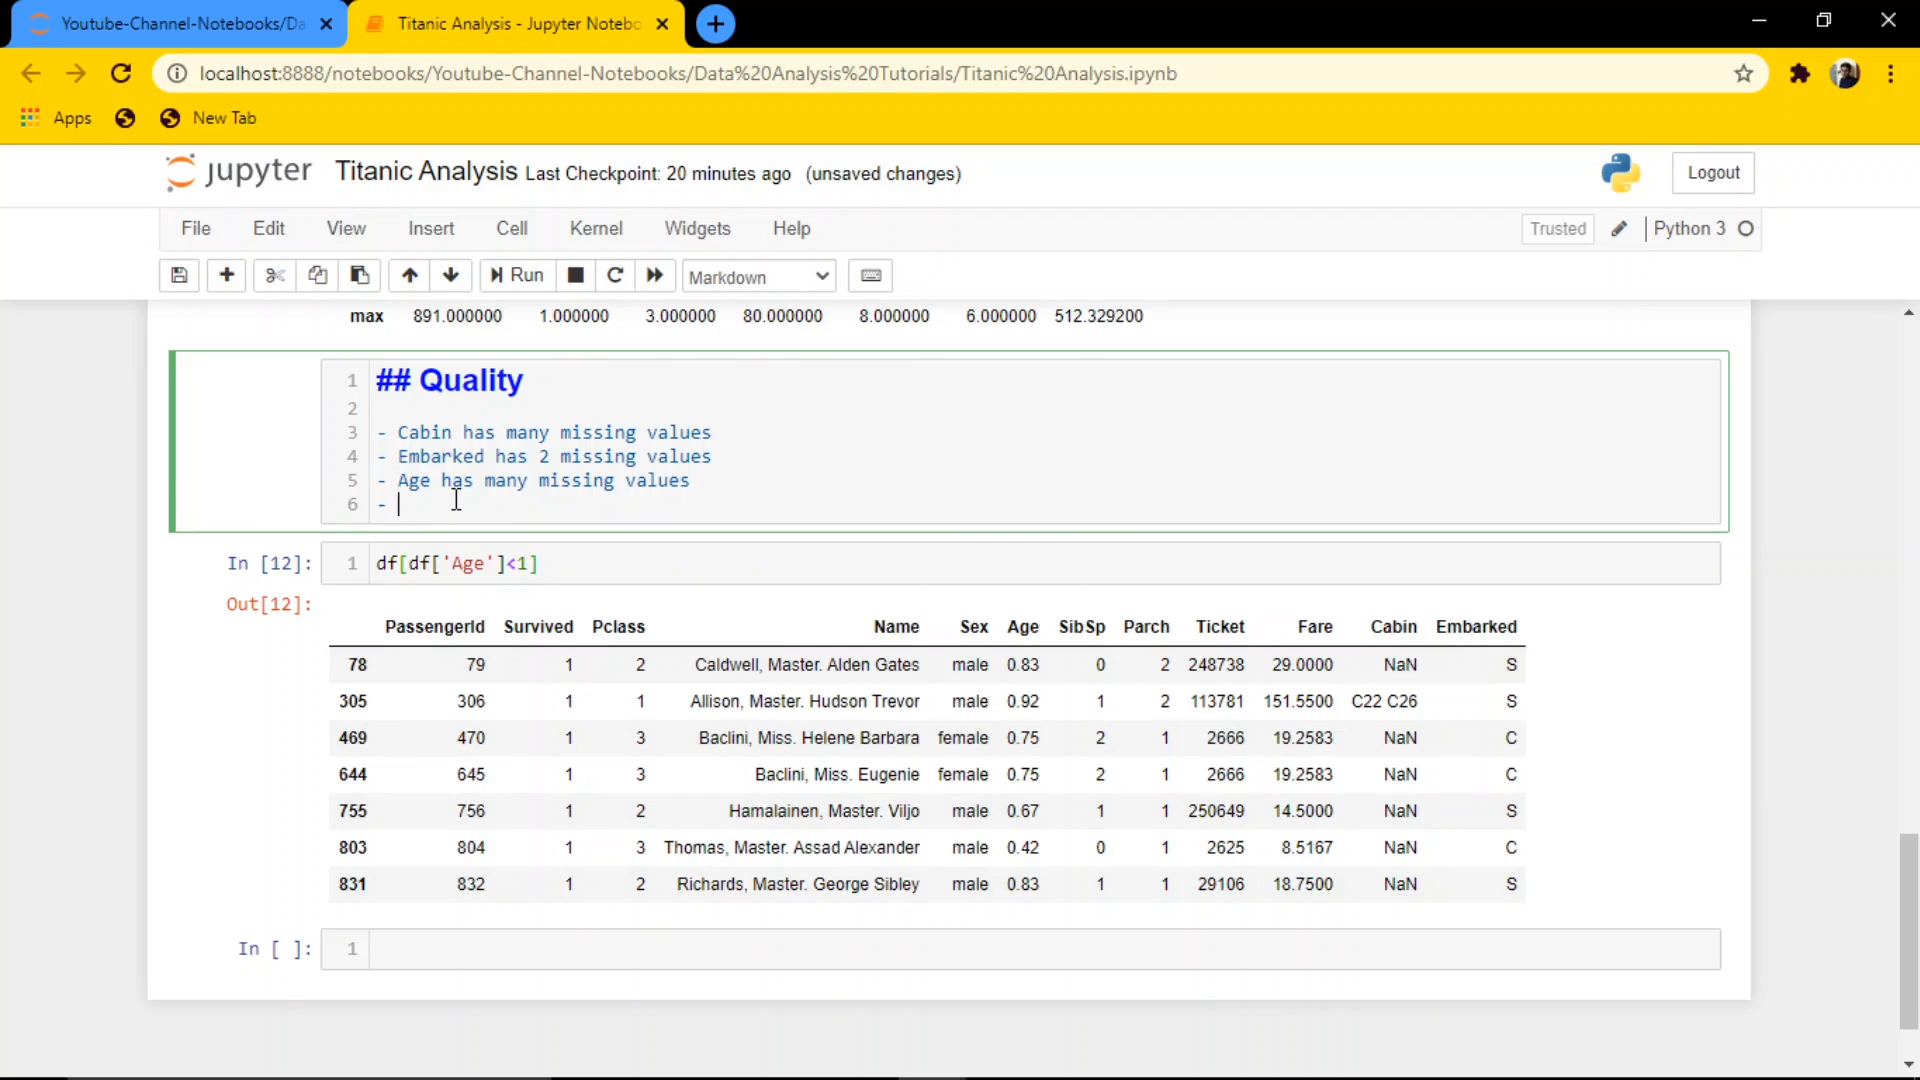 Youtube-Channel-Notebooks/Da
Titanic Analysis - Jupyter Notebo
localhost:8888/notebooks/Youtube-Channel-Notebooks/Data%20Analysis%20Tutorials/Titanic%20Analysis.ipynb
Apps New Tab
jupyter Titanic Analysis Last Checkpoint: 20 minutes ago (unsaved changes) Logout
File Edit View Insert Cell Kernel Widgets Help Trusted Python 3
Run Markdown
max 891.000000 1.000000 3.000000 80.000000 8.000000 6.000000 512.329200
1 ## Quality
2
3 - Cabin has many missing values
4 - Embarked has 2 missing values
5 - Age has many missing values
6 -
In [12]: 1 df[df['Age']<1]
Out[12]:
PassengerId Survived Pclass Name Sex Age SibSp Parch Ticket Fare Cabin Embarked
78 79 1 2 Caldwell, Master. Alden Gates male 0.83 0 2 248738 29.0000 NaN S
305 306 1 1 Allison, Master. Hudson Trevor male 0.92 1 2 113781 151.5500 C22 C26 S
469 470 1 3 Baclini, Miss. Helene Barbara female 0.75 2 1 2666 19.2583 NaN C
644 645 1 3 Baclini, Miss. Eugenie female 0.75 2 1 2666 19.2583 NaN C
755 756 1 2 Hamalainen, Master. Viljo male 0.67 1 1 250649 14.5000 NaN S
803 804 1 3 Thomas, Master. Assad Alexander male 0.42 0 1 2625 8.5167 NaN C
831 832 1 2 Richards, Master. George Sibley male 0.83 1 1 29106 18.7500 NaN S
In [ ]: 1